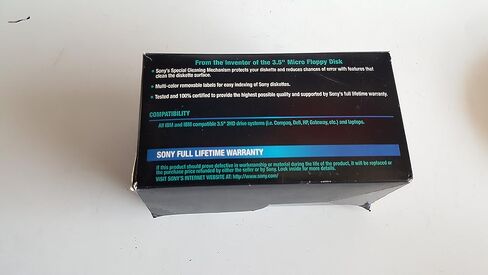 From the Inventor of the 3.5" Micro Floppy Disk
• Sony's Special Cleaning Mechanism protects your diskette and reduces chances of error with features that
clean the diskette surface.
• Multi-color removable labels for easy indexing of Sony diskettes.
• Tested and 100% certified to provide the highest possible quality and supported by Sony's full lifetime warranty.
COMPATIBILITY
All IBM and IBM compatible 3.5" 2HD drive systems (i.e. Compaq, Dell, HP, Gateway, etc.) and laptops.
SONY FULL LIFETIME WARRANTY
If this product should prove defective in workmanship or material during the life of the product, it will be replaced or
the purchase price refunded by either the seller or by Sony. Look inside for more details.
VISIT SONY'S INTERNET WEBSITE AT: http://www.sony.com/